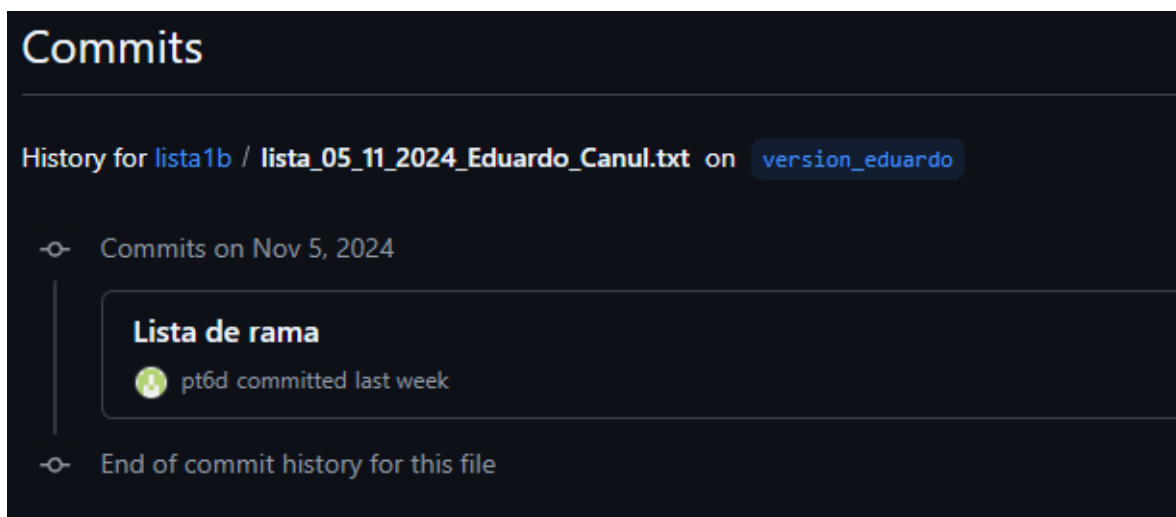 Commits
History for lista1b / lista_05_11_2024_Eduardo_Canul.txt on version_eduardo
Commits on Nov 5, 2024
Lista de rama
pt6d committed last week
End of commit history for this file